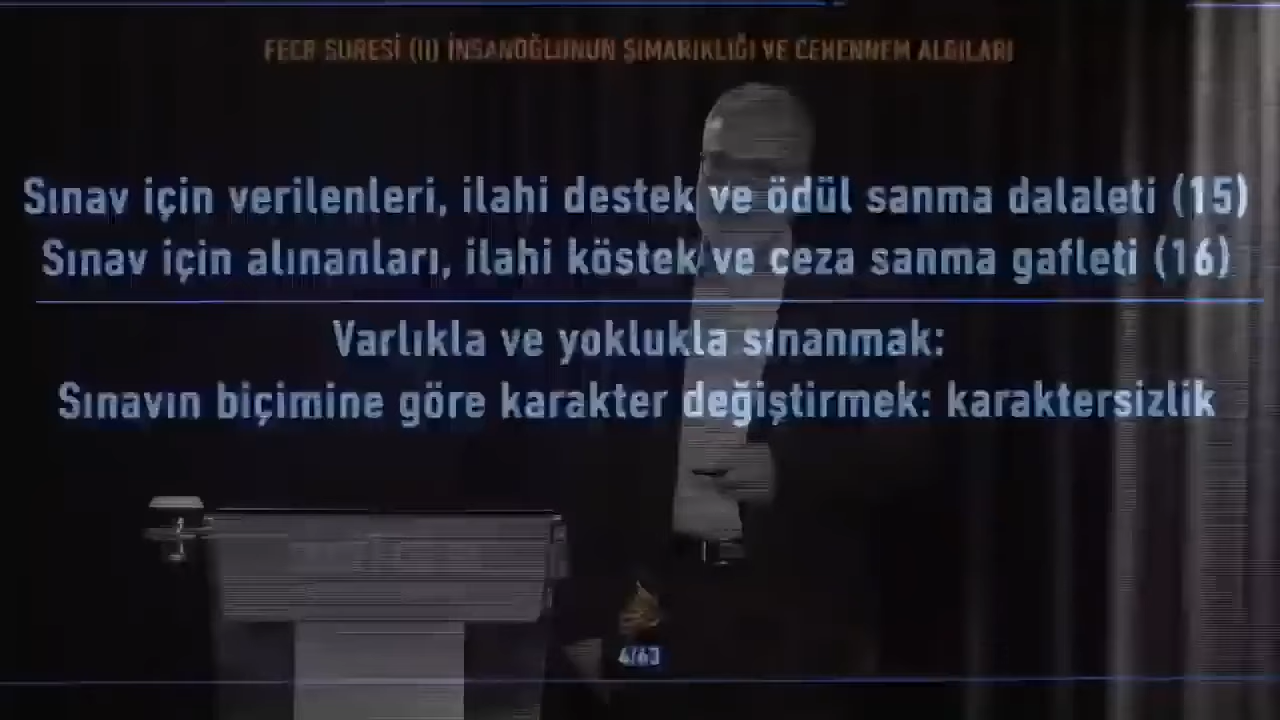 FECR SURESİ (II) İNSANOĞLUNUN ŞIMARIKLIĞI VE CEHENNEM ALGILARI
Sınav için verilenleri, ilahi destek ve ödül sanma dalaleti (15)
Sınav için alınanları, ilahi köstek ve ceza sanma gafleti (16)
Varlıkla ve yoklukla sınanmak:
Sınavın biçimine göre karakter değiştirmek: karaktersizlik
4/63